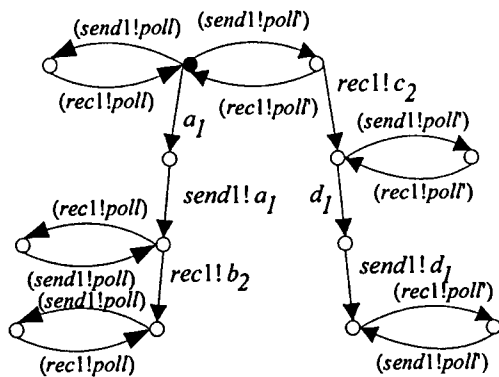 (send1!poll) (send1!poll')
(rec1!poll) (rec1!poll') rec1!c2
a1 (send1!poll')
(rec1!poll')
(rec1!poll) send1!a1 d1
(send1!poll) rec1!b2 send1!d1
(send1!poll) (rec1!poll')
(rec1!poll) (send1!poll')